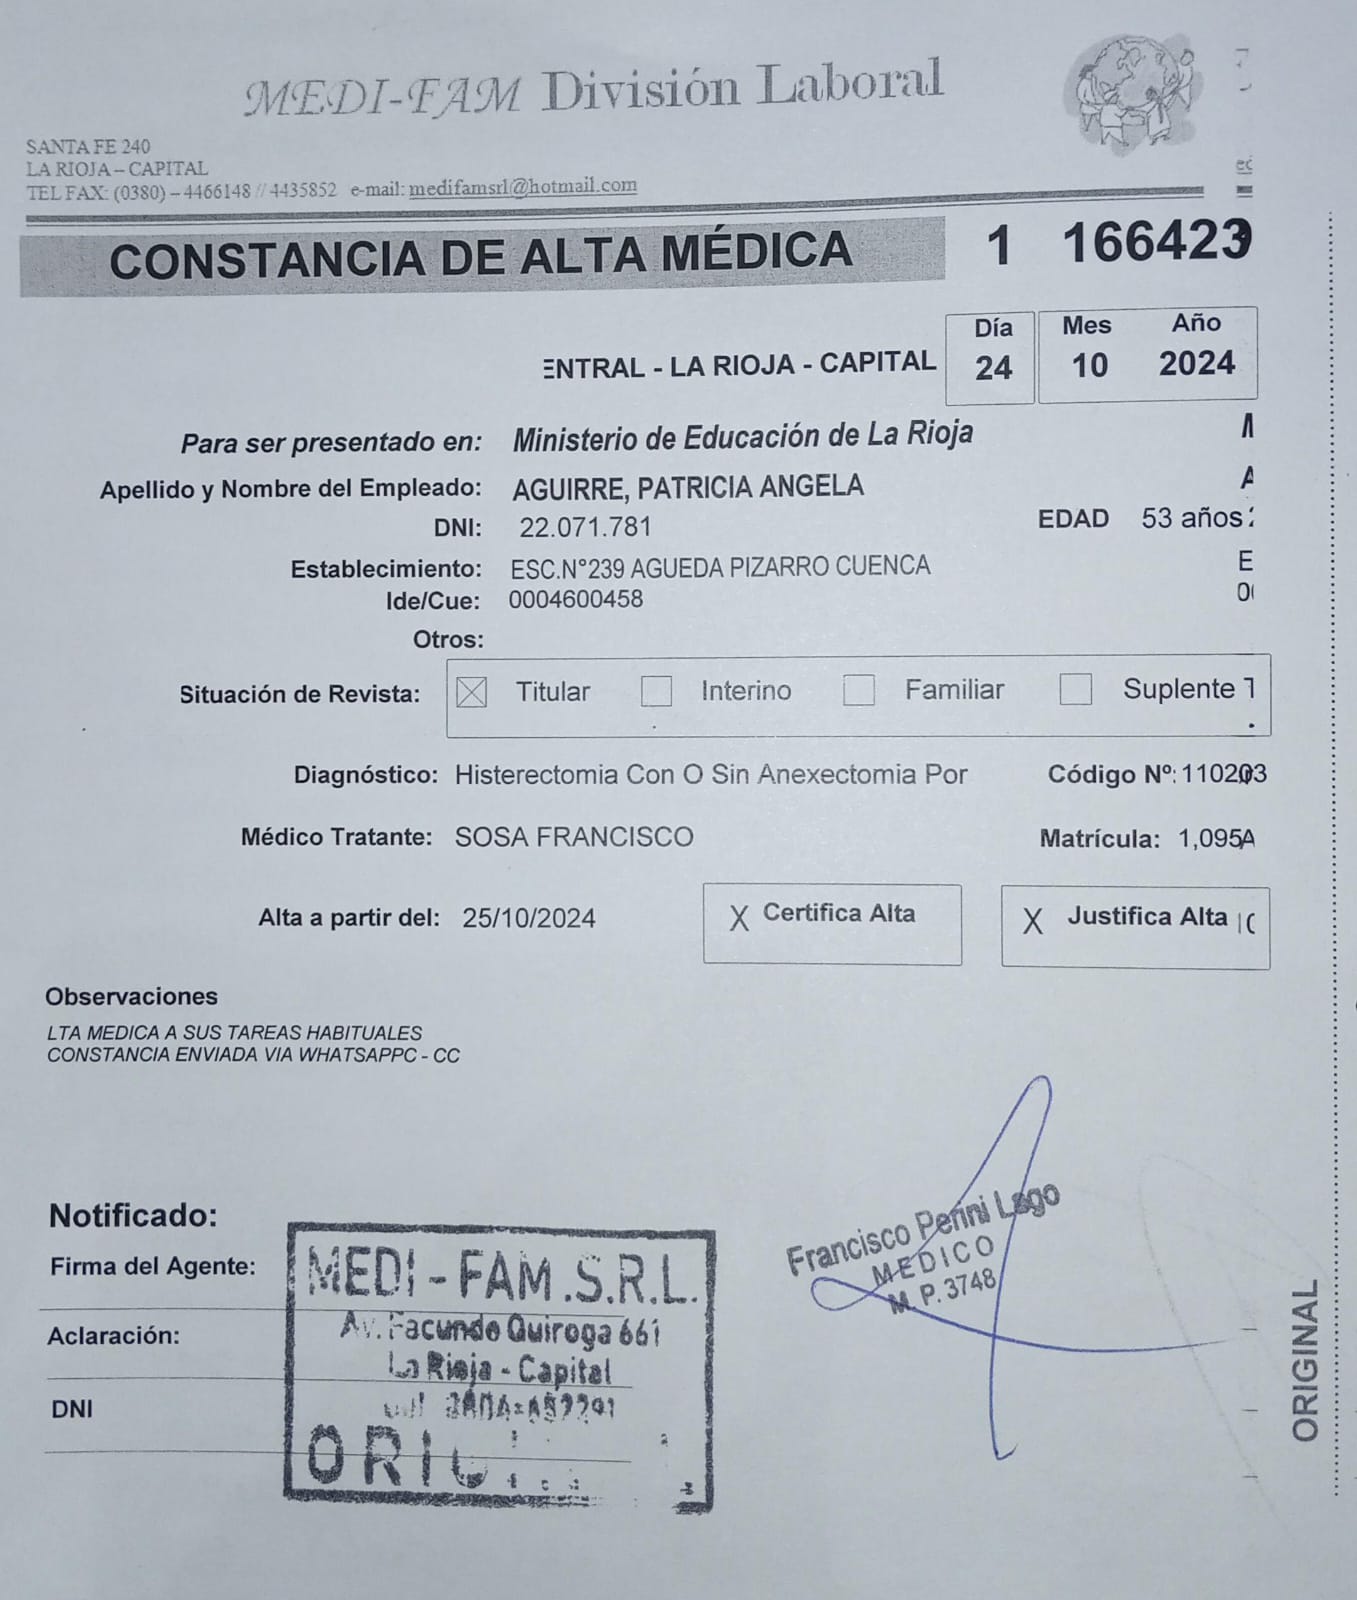 MEDI-FAM División Laboral
SANTA FE 240
LA RIOJA – CAPITAL
TEL FAX: (0380) – 4466148 // 4435852 e-mail: medifamsrl@hotmail.com
CONSTANCIA DE ALTA MÉDICA 1 166423
Día Mes Año
ENTRAL - LA RIOJA - CAPITAL 24 10 2024
Para ser presentado en: Ministerio de Educación de La Rioja
Apellido y Nombre del Empleado: AGUIRRE, PATRICIA ANGELA
DNI: 22.071.781 EDAD 53 años
Establecimiento: ESC.N°239 AGUEDA PIZARRO CUENCA
Ide/Cue: 0004600458
Otros:
Situación de Revista: Titular Interino Familiar Suplente
Diagnóstico: Histerectomia Con O Sin Anexectomia Por Código Nº: 110203
Médico Tratante: SOSA FRANCISCO Matrícula: 1,095
Alta a partir del: 25/10/2024 X Certifica Alta X Justifica Alta
Observaciones
LTA MEDICA A SUS TAREAS HABITUALES
CONSTANCIA ENVIADA VIA WHATSAPPC - CC
Notificado:
Firma del Agente:
Aclaración:
DNI
MEDI - FAM.S.R.L.
Av. Facundo Quiroga 661
La Rioja - Capital
Francisco Perini Lago
MEDICO
M. P. 3748
ORIGINAL